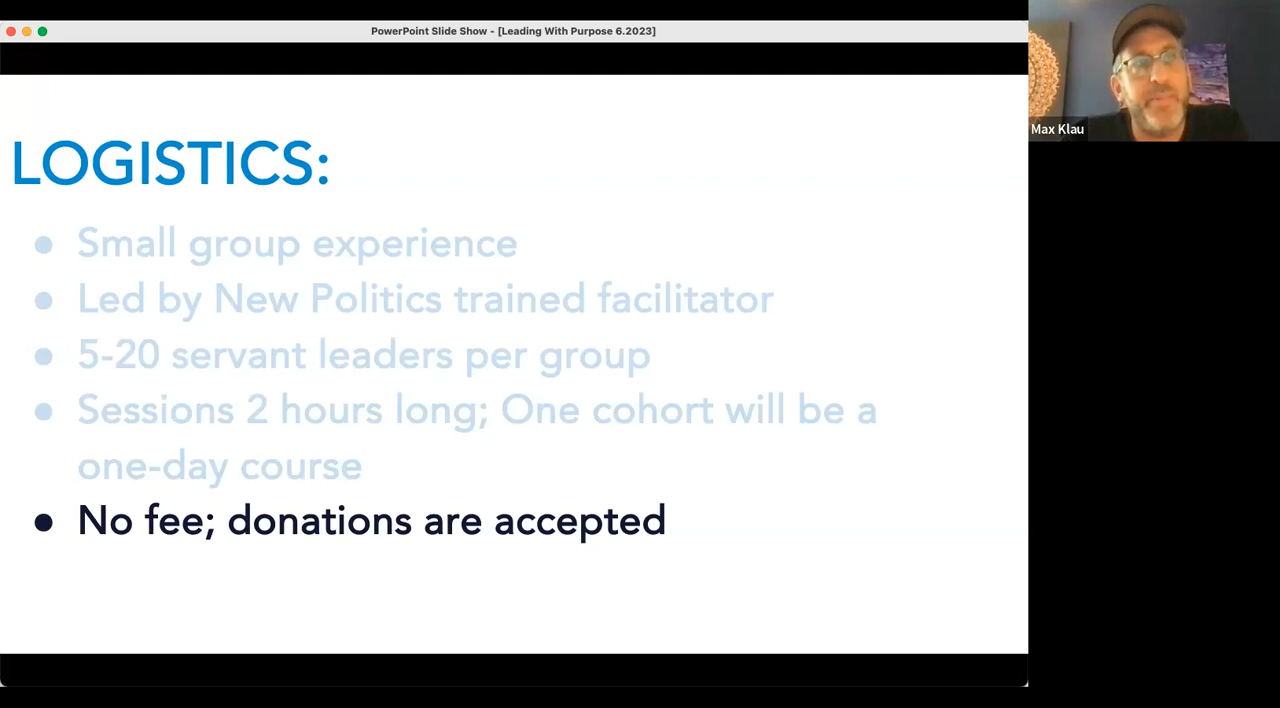 PowerPoint Slide Show - [Leading With Purpose 6.2023]
LOGISTICS:
● Small group experience
● Led by New Politics trained facilitator
● 5-20 servant leaders per group
● Sessions 2 hours long; One cohort will be a
one-day course
● No fee; donations are accepted
Max Klau